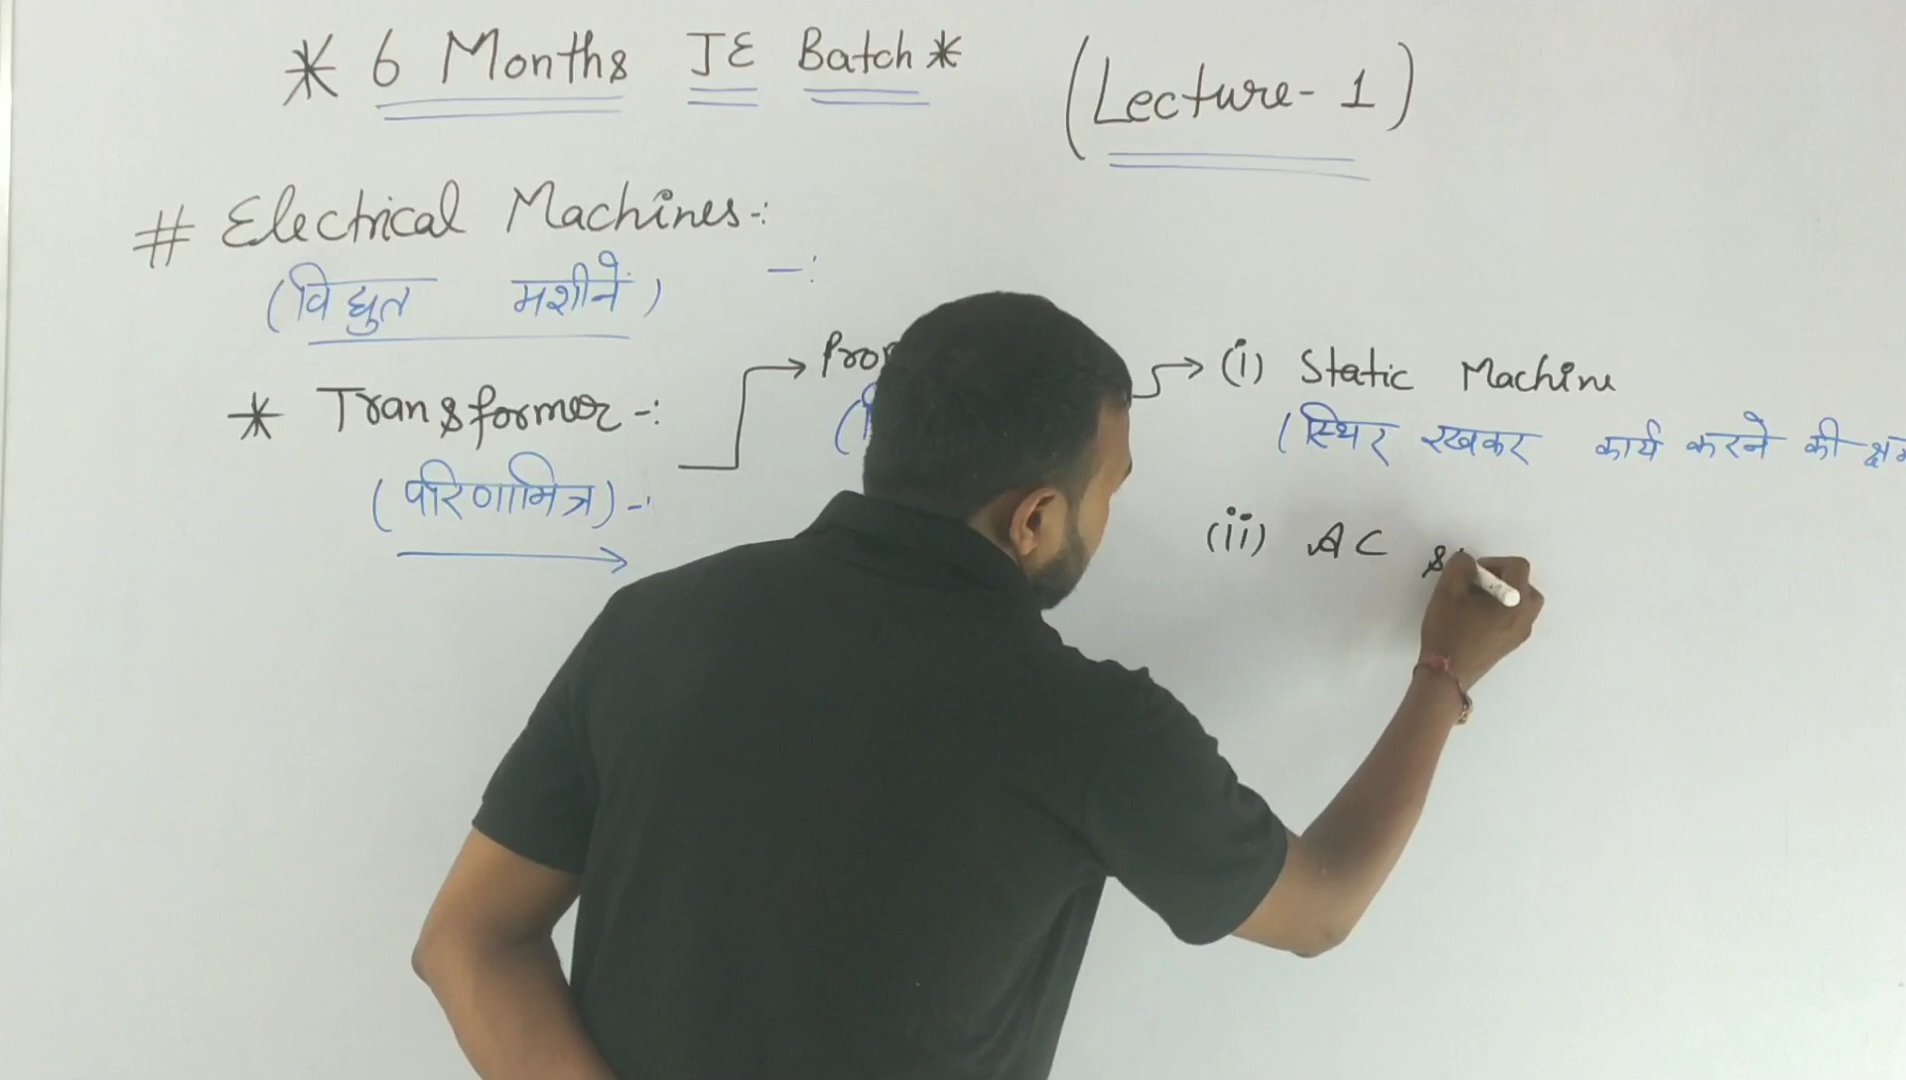 * 6 Months JE Batch *
(Lecture-1)
# Electrical Machines-:
(विद्युत मशीनें) -:
* Transformer-:
(परिणामित्र)-:
(i) Static Machine
(स्थिर रखकर कार्य करने की
(ii) AC